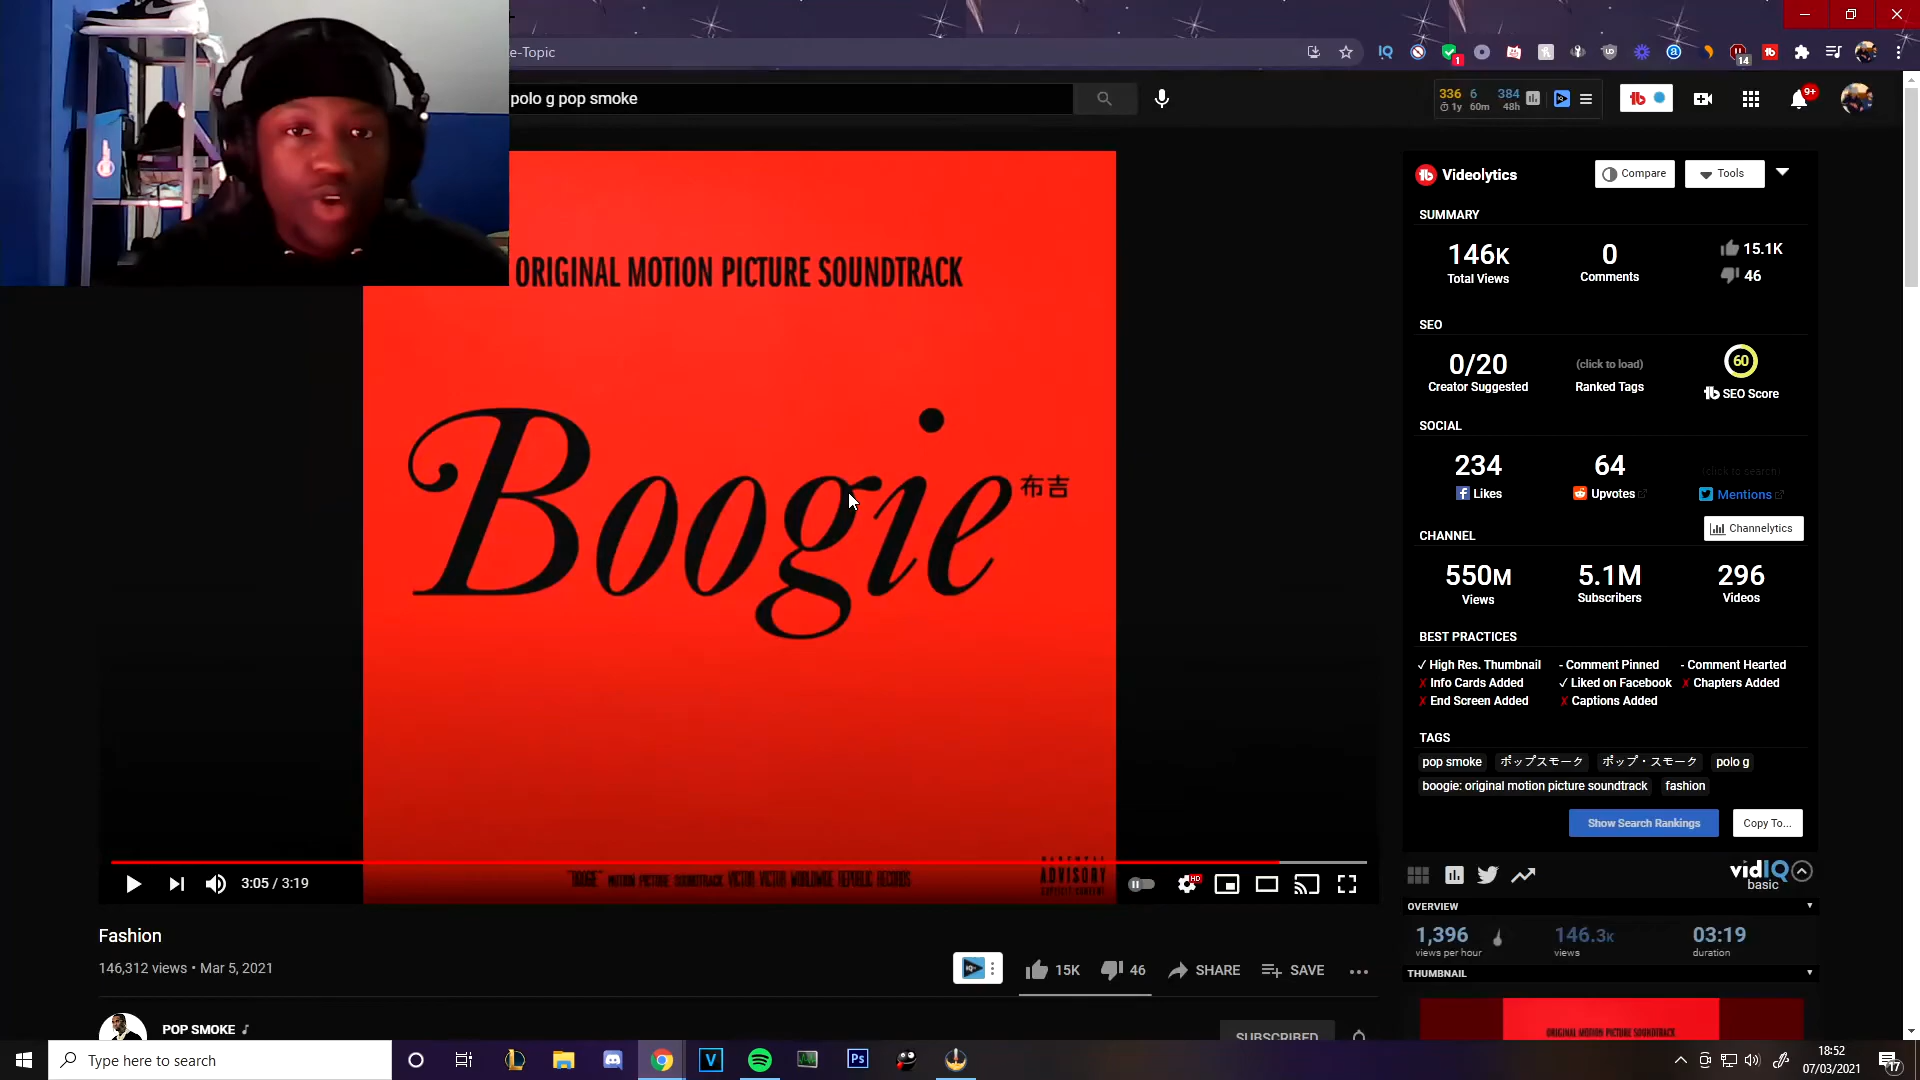 e-Topic
1
14
polo g pop smoke
336 6 384
1y 60m 48h
9+
ORIGINAL MOTION PICTURE SOUNDTRACK
Boogie 布吉
ADVISORY
3:05 / 3:19
HD
Fashion
146,312 views • Mar 5, 2021
15K
46
SHARE
SAVE
POP SMOKE
SUBSCRIBED
Videolytics
Compare
Tools
SUMMARY
146K 0 15.1K
Total Views Comments 46
SEO
0/20 (click to load) 60
Creator Suggested Ranked Tags SEO Score
SOCIAL
234 64 (click to search)
Likes Upvotes Mentions
Channelytics
CHANNEL
550M 5.1M 296
Views Subscribers Videos
BEST PRACTICES
✓ High Res. Thumbnail - Comment Pinned - Comment Hearted
✗ Info Cards Added ✓ Liked on Facebook ✗ Chapters Added
✗ End Screen Added ✗ Captions Added
TAGS
pop smoke ポップスモーク ポップ・スモーク polo g
boogie: original motion picture soundtrack fashion
Show Search Rankings
Copy To...
vidIQ
basic
OVERVIEW
1,396 146.3K 03:19
views per hour views duration
THUMBNAIL
ORIGINAL MOTION PICTURE SOUNDTRACK
Type here to search
V
Ps
18:52
07/03/2021
17